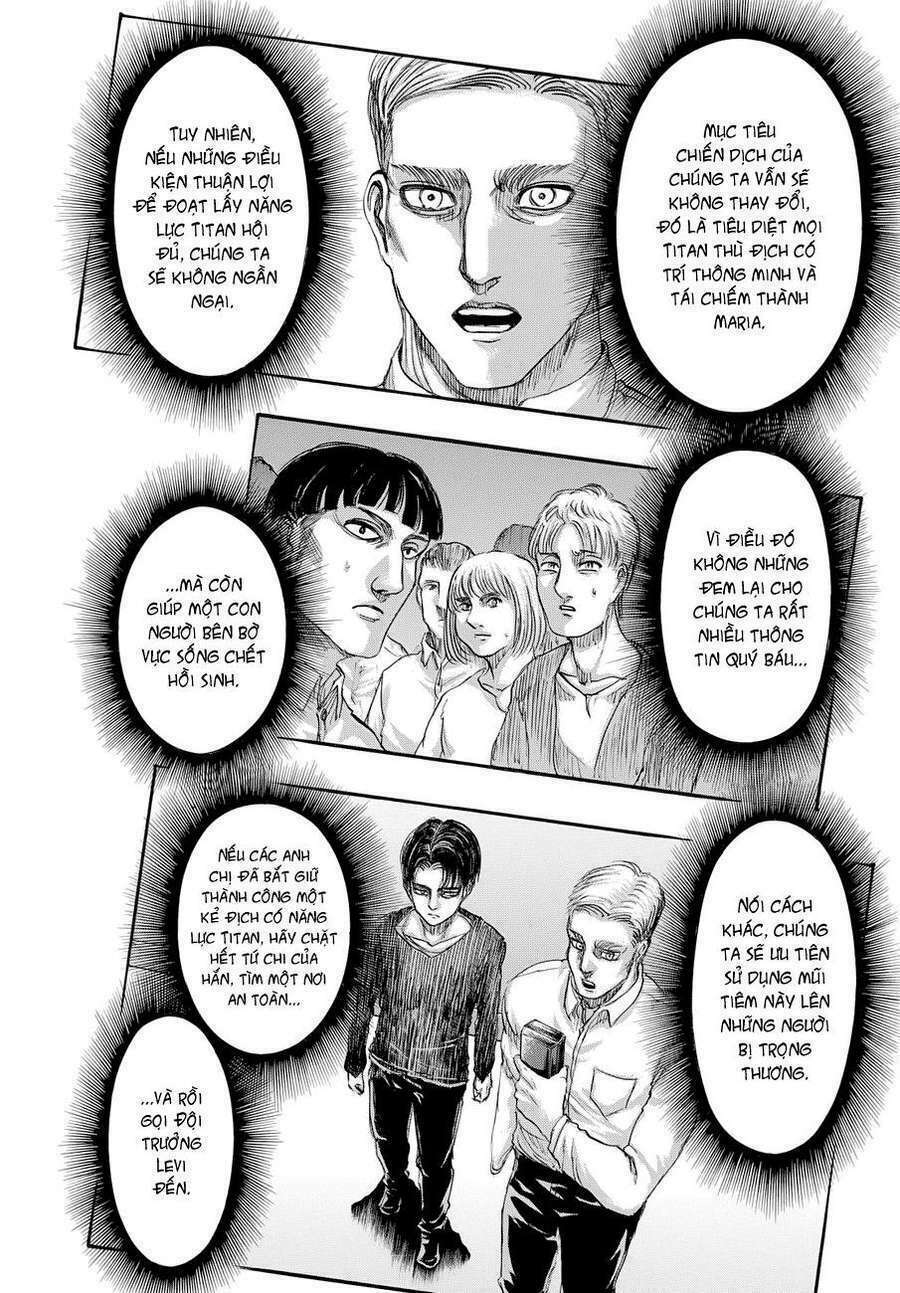 MỤC TIÊU
CHIẾN DỊCH CỦA
CHÚNG TA VẪN SẼ
KHÔNG THAY ĐỔI,
ĐÓ LÀ TIÊU DIỆT MỌI
TITAN THÙ ĐỊCH CÓ
TRÍ THÔNG MINH VÀ
TÁI CHIẾM THÀNH
MARIA.
TUY NHIÊN,
NẾU NHỮNG ĐIỀU
KIỆN THUẬN LỢI
ĐỂ ĐOẠT LẤY NĂNG
LỰC TITAN HỘI
ĐỦ, CHÚNG TA
SẼ KHÔNG NGẦN
NGẠI.
VÌ ĐIỀU ĐÓ
KHÔNG NHỮNG
ĐEM LẠI CHO
CHÚNG TA RẤT
NHIỀU THÔNG
TIN QUÝ BÁU...
...MÀ CÒN
GIÚP MỘT CON
NGƯỜI BÊN BỜ
VỰC SỐNG CHẾT
HỒI SINH.
NÓI CÁCH
KHÁC, CHÚNG
TA SẼ ƯU TIÊN
SỬ DỤNG MŨI
TIÊM NÀY LÊN
NHỮNG NGƯỜI
BỊ TRỌNG
THƯƠNG.
NẾU CÁC ANH
CHỊ ĐÃ BẮT GIỮ
THÀNH CÔNG MỘT
KẺ ĐỊCH CÓ NĂNG
LỰC TITAN, HÃY CHẶT
HẾT TỨ CHI CỦA
HẮN, TÌM MỘT NƠI
AN TOÀN...
...VÀ RỒI
GỌI ĐỘI
TRƯỞNG
LEVI
ĐẾN.